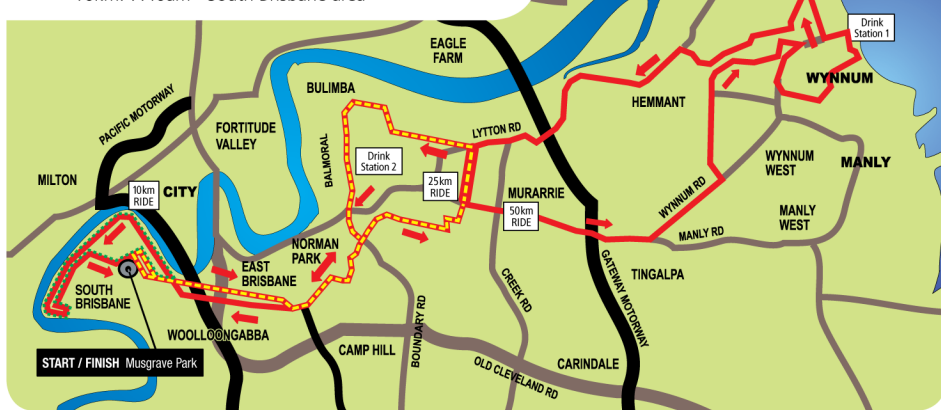 South Brisbane area
Drink
Station 1
EAGLE
FARM
WYNNUM
BULIMBA
HEMMANT
PACIFIC MOTORWAY
LYTTON RD
FORTITUDE
VALLEY
BALMORAL
Drink
Station 2
WYNNUM
WEST
MANLY
MILTON
10km
RIDE
CITY
25km
RIDE
MURARRIE
WYNNUM RD
50km
RIDE
MANLY
WEST
MANLY RD
NORMAN
PARK
EAST
BRISBANE
SOUTH
BRISBANE
CREEK RD
GATEWAY MOTORWAY
TINGALPA
WOOLLOONGABBA
BOUNDARY RD
CAMP HILL
START / FINISH Musgrave Park
OLD CLEVELAND RD
CARINDALE